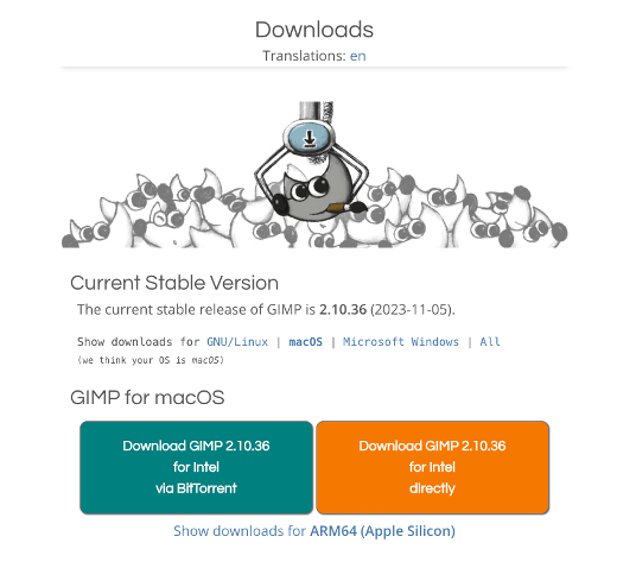 Downloads
Translations: en
Current Stable Version
The current stable release of GIMP is 2.10.36 (2023-11-05).
Show downloads for GNU/Linux | macOS | Microsoft Windows | All
(we think your OS is macOS)
GIMP for macOS
Download GIMP 2.10.36
for Intel
via BitTorrent
Download GIMP 2.10.36
for Intel
directly
Show downloads for ARM64 (Apple Silicon)